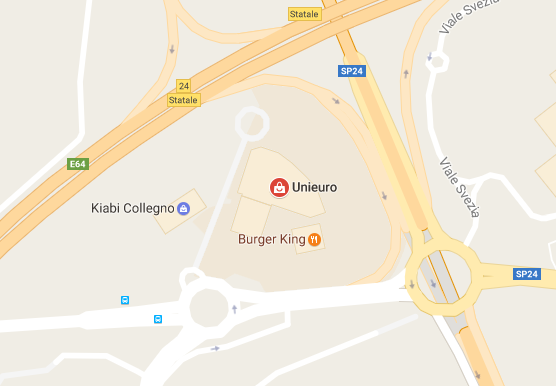 Statale
Viale Svezia
SP24
24
Statale
E64
Viale Svezia
Unieuro
Kiabi Collegno
Burger King
SP24